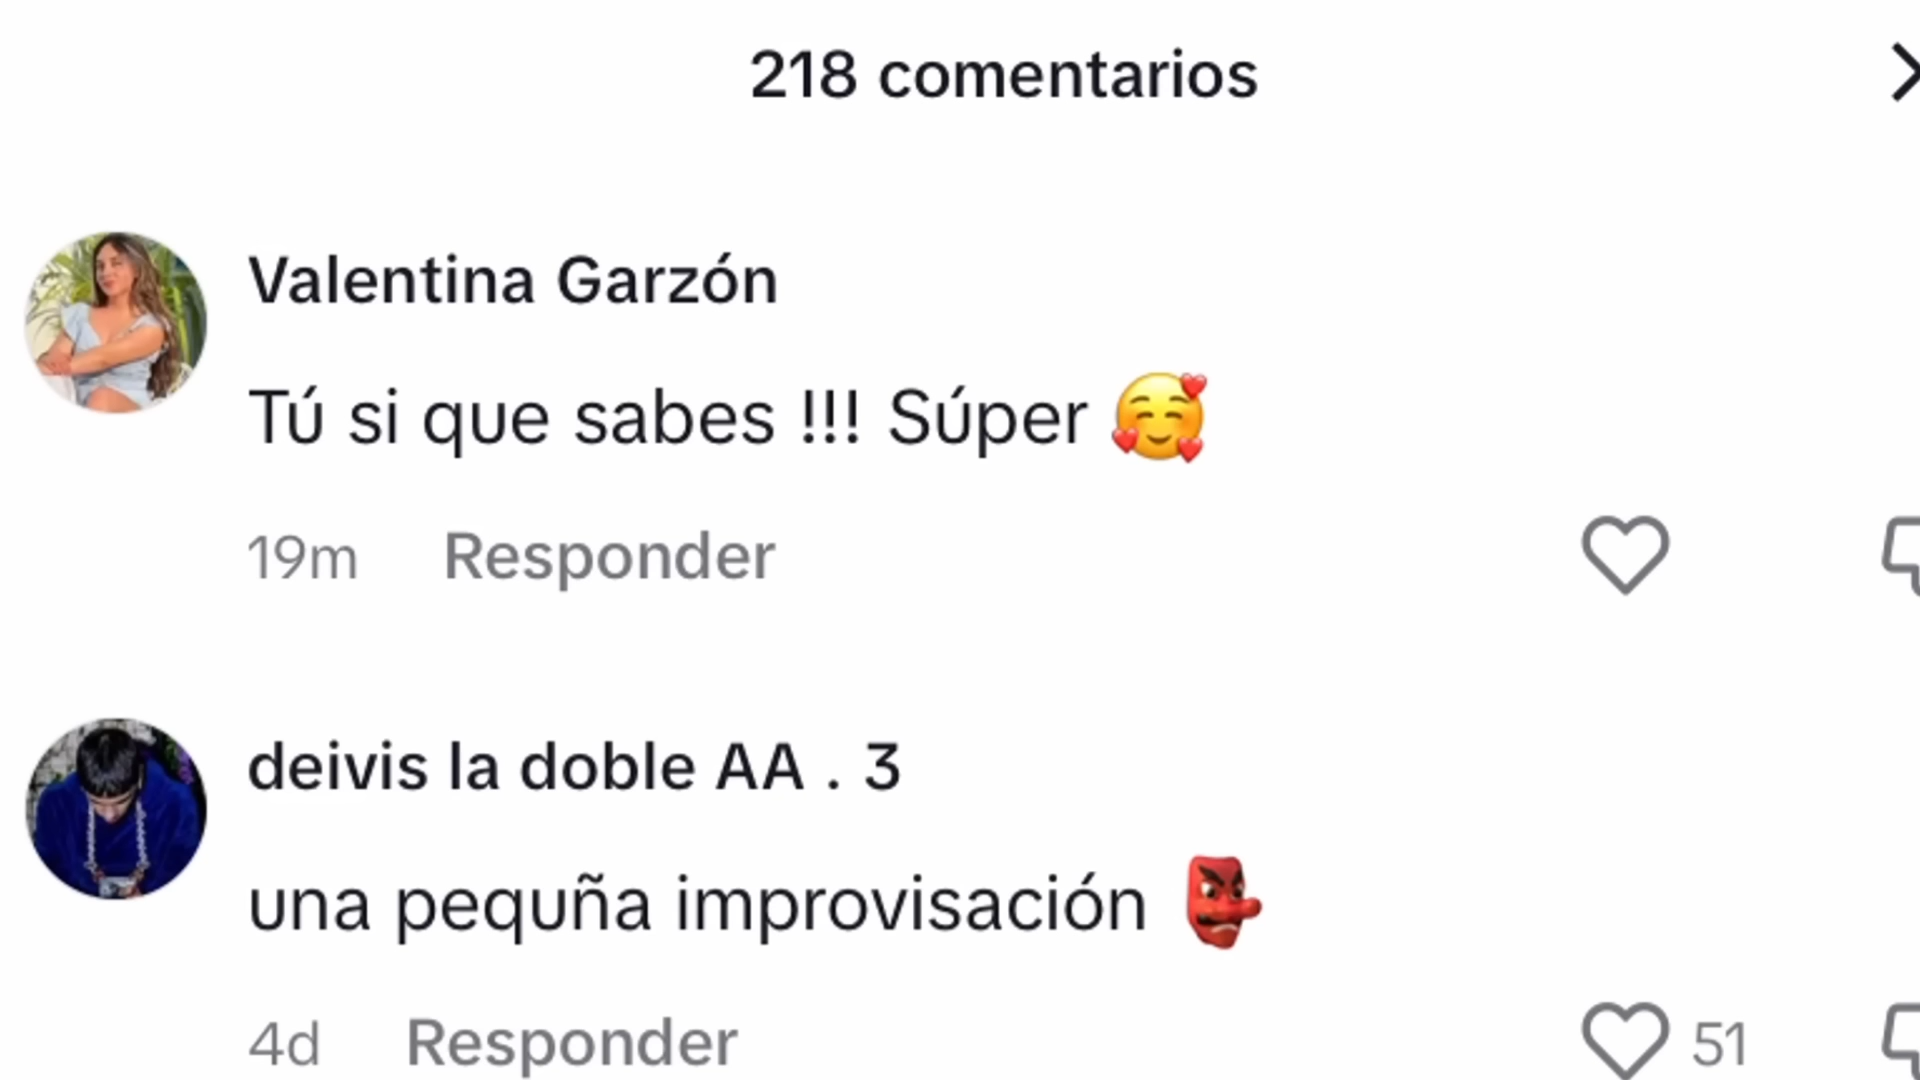 218 comentarios
Valentina Garzón
Tú si que sabes !!! Súper 🥰
19m Responder
deivis la doble AA . 3
una pequña improvisación 👺
4d Responder 51